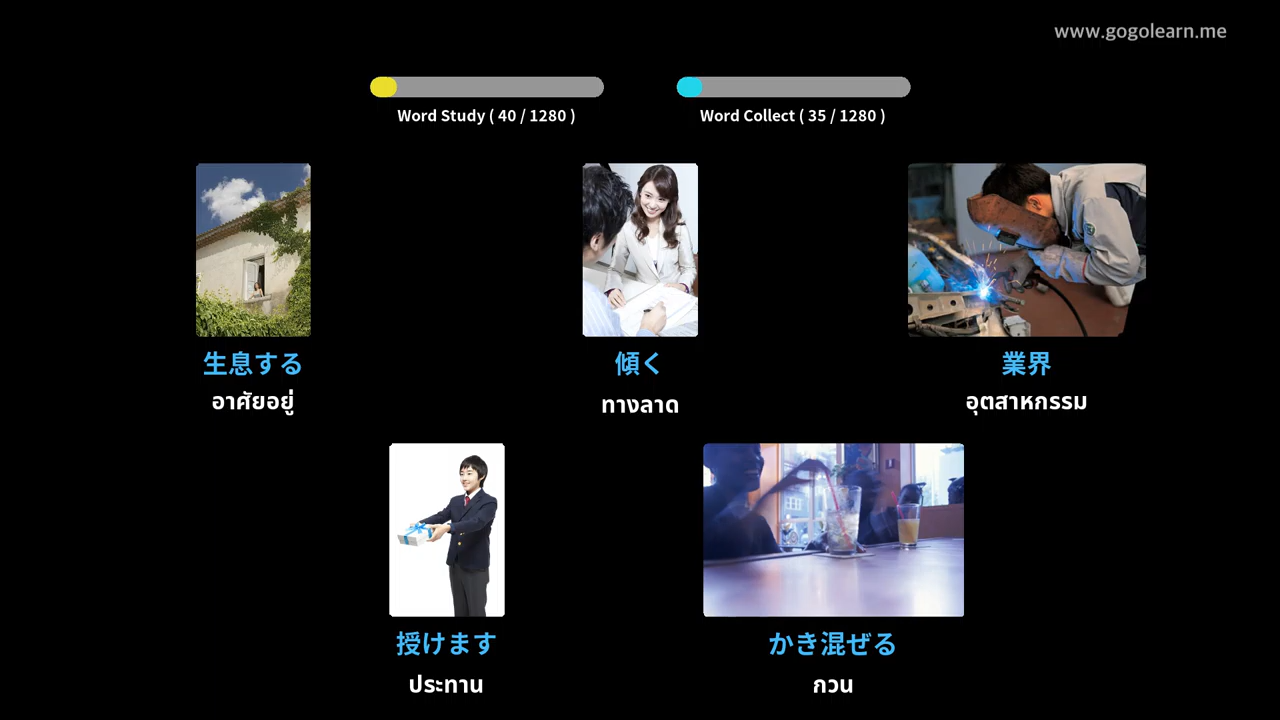 www.gogolearn.me
Word Study ( 40 / 1280 )
Word Collect ( 35 / 1280 )
生息する
อาศัยอยู่
傾く
ทางลาด
業界
อุตสาหกรรม
授けます
ประทาน
かき混ぜる
กวน